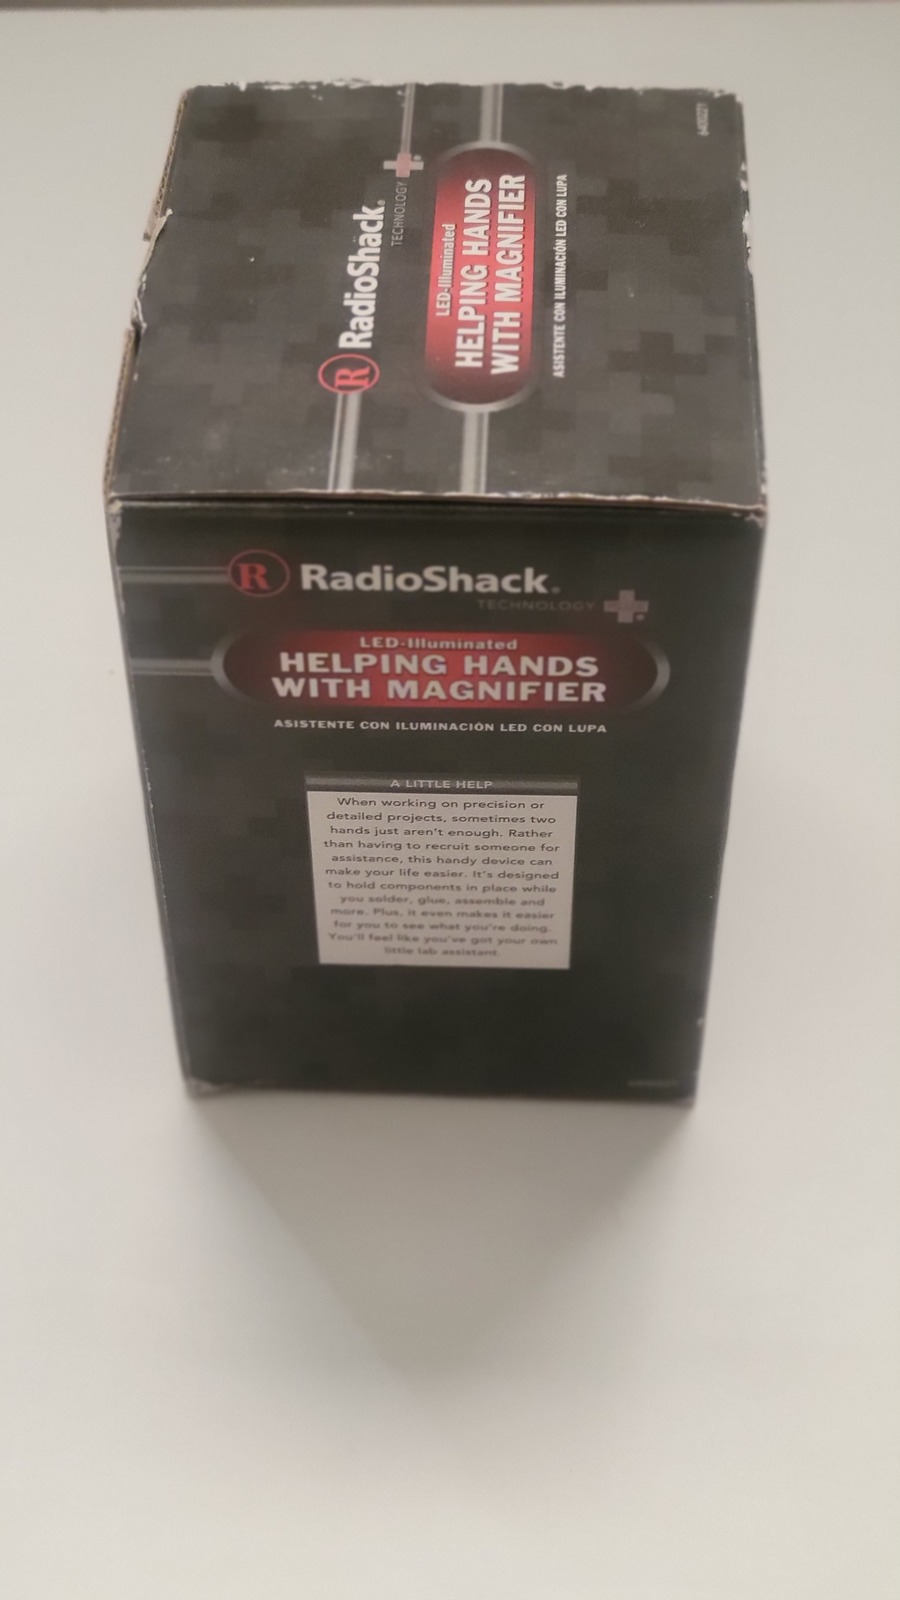 RadioShack®
TECHNOLOGY
LED-Illuminated
HELPING HANDS
WITH MAGNIFIER
ASISTENTE CON ILUMINACIÓN LED CON LUPA
R
RadioShack®
TECHNOLOGY
LED-Illuminated
HELPING HANDS
WITH MAGNIFIER
ASISTENTE CON ILUMINACIÓN LED CON LUPA
A LITTLE HELP
When working on precision or
detailed projects, sometimes two
hands just aren't enough. Rather
than having to recruit someone for
assistance, this handy device can
make your life easier. It's designed
to hold components in place while
you solder, glue, assemble and
more. Plus, it even makes it easier
for you to see what you're doing.
You'll feel like you've got your own
little lab assistant.